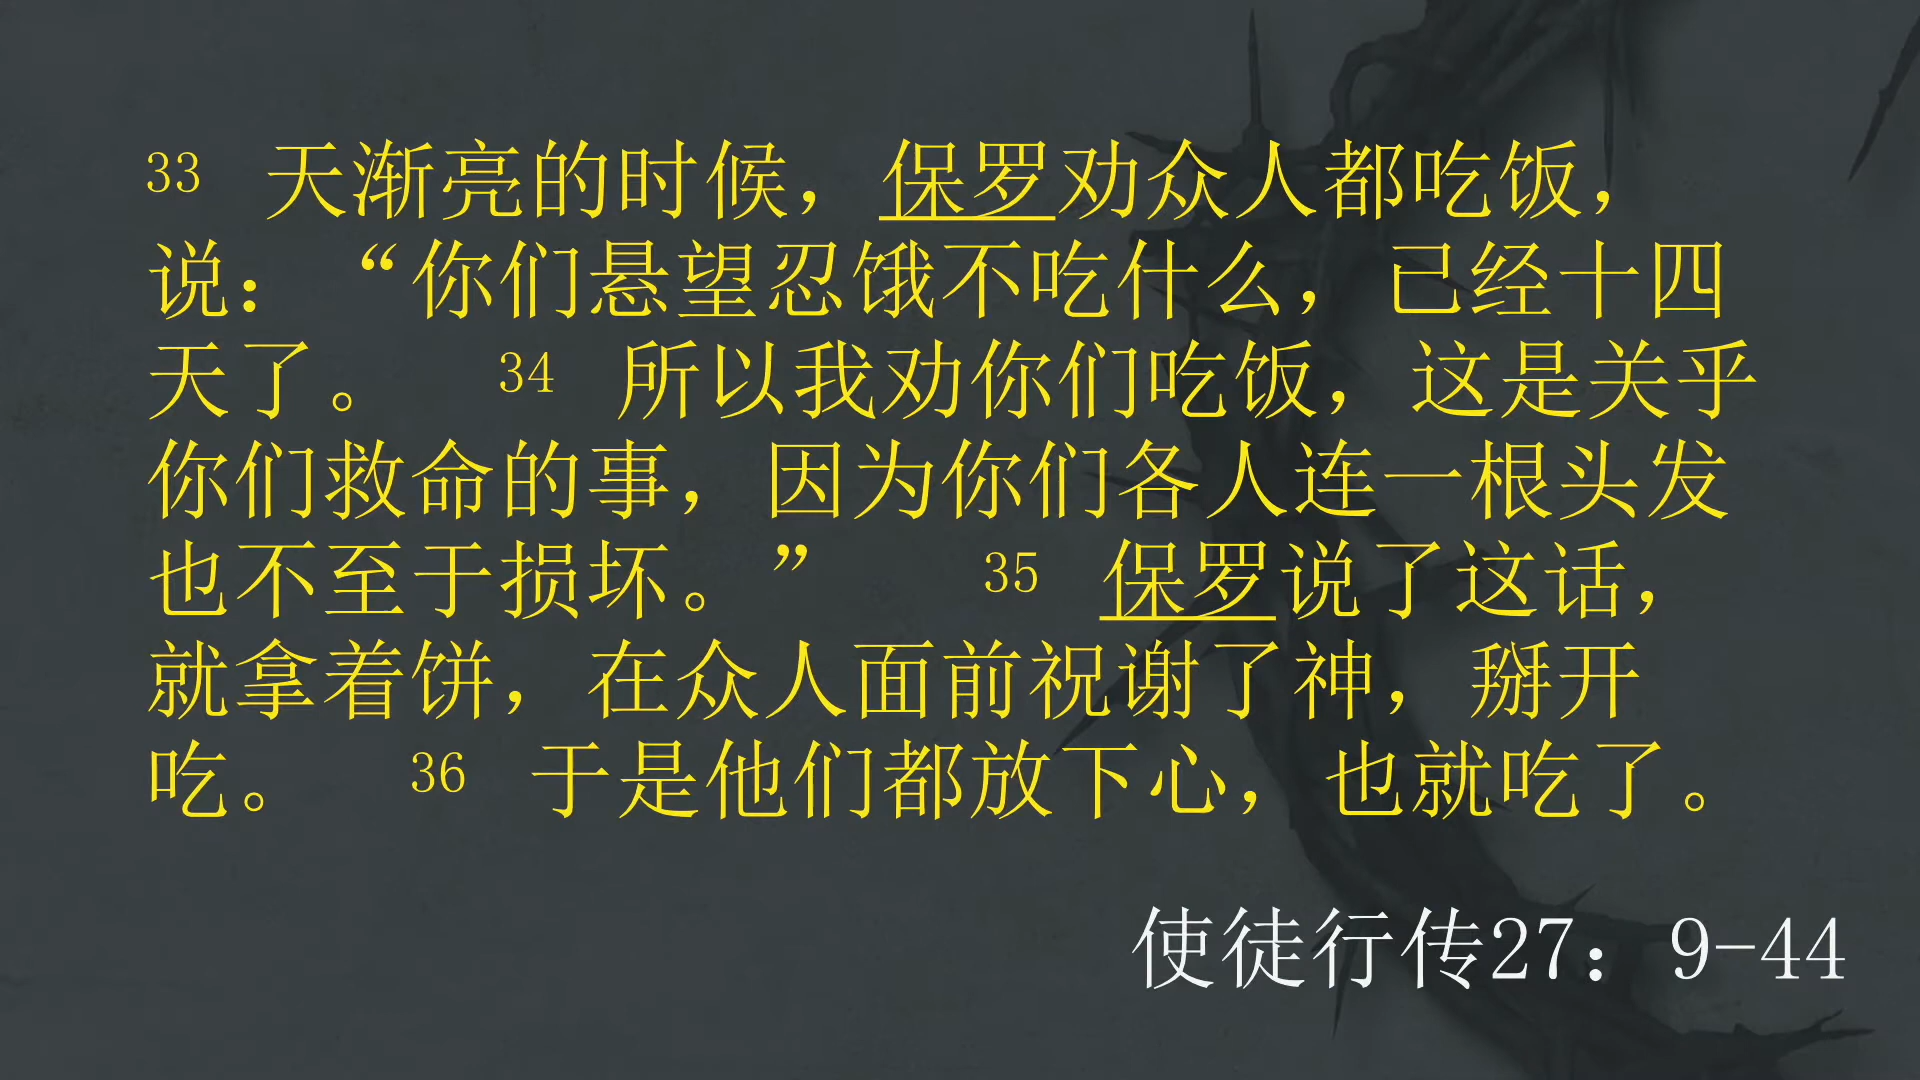 33 天渐亮的时候，保罗劝众人都吃饭，
说：“你们悬望忍饿不吃什么，已经十四
天了。 34 所以我劝你们吃饭，这是关乎
你们救命的事，因为你们各人连一根头发
也不至于损坏。” 35 保罗说了这话，
就拿着饼，在众人面前祝谢了神，掰开
吃。 36 于是他们都放下心，也就吃了。
使徒行传27：9-44